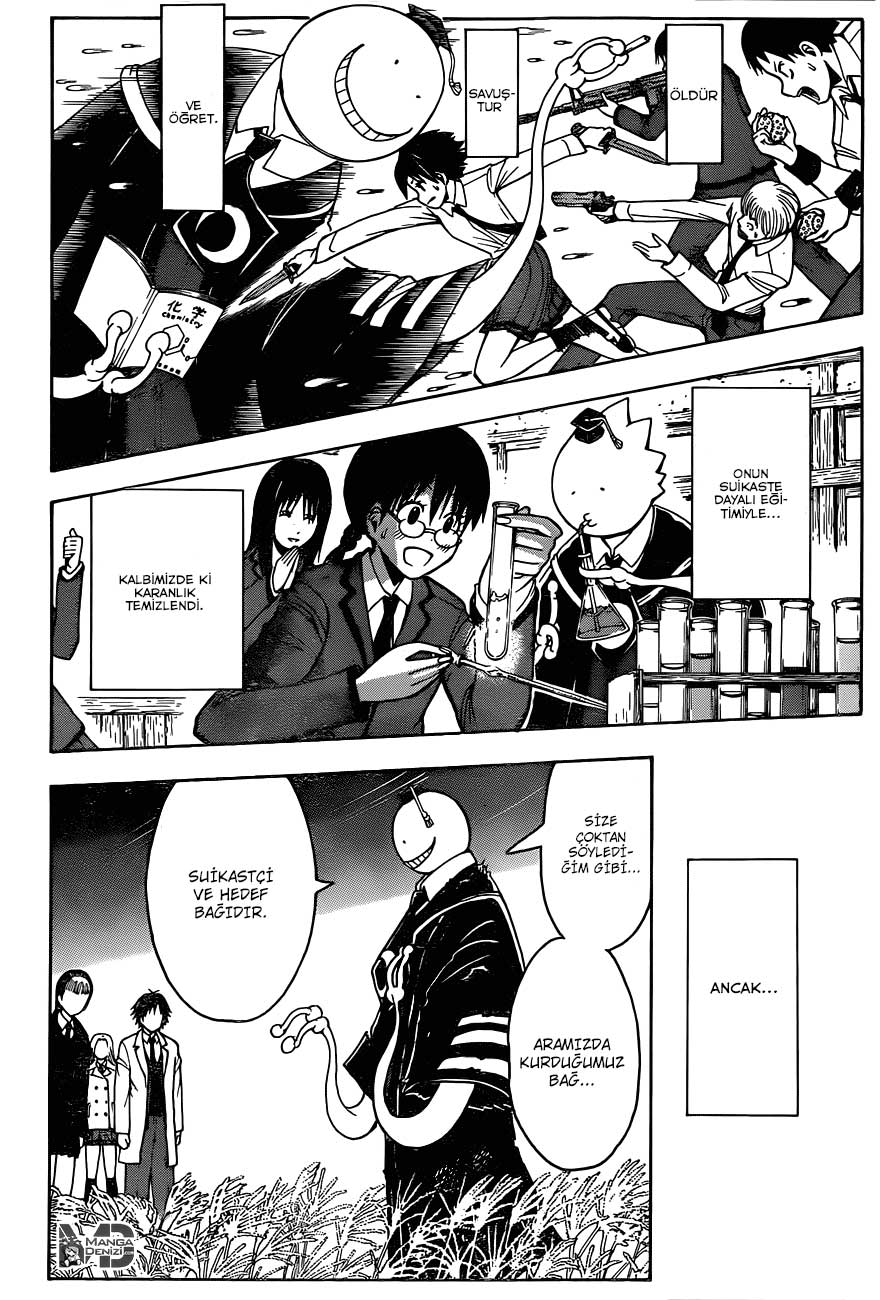 ÖLDÜR
SAVUŞ-
TUR
VE
ÖĞRET.
化学
chemistry
ONUN
SUİKASTE
DAYALI EĞİ-
TİMİYLE...
KALBİMİZDE Kİ
KARANLIK
TEMİZLENDİ.
ANCAK...
SİZE
ÇOKTAN
SÖYLEDİ-
ĞİM GİBİ...
ARAMIZDA
KURDUĞUMUZ
BAĞ...
SUİKASTÇİ
VE HEDEF
BAĞIDIR.
MANGA
DENİZİ